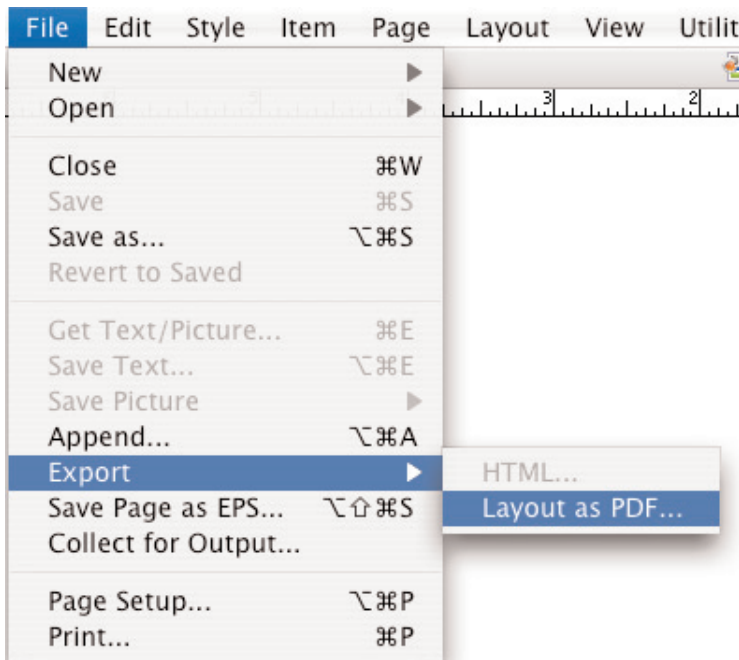 File Edit Style Item Page Layout View Utilit
New
Open
3 2
Close ⌘W
Save ⌘S
Save as... ⌥⌘S
Revert to Saved
Get Text/Picture... ⌘E
Save Text... ⌥⌘E
Save Picture
Append... ⌥⌘A
Export HTML...
Save Page as EPS... ⌥⇧⌘S Layout as PDF...
Collect for Output...
Page Setup... ⌥⌘P
Print... ⌘P